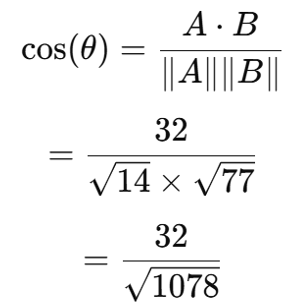 cos(θ) = A · B / ‖A‖‖B‖
= 32 / √14 × √77
= 32 / √1078